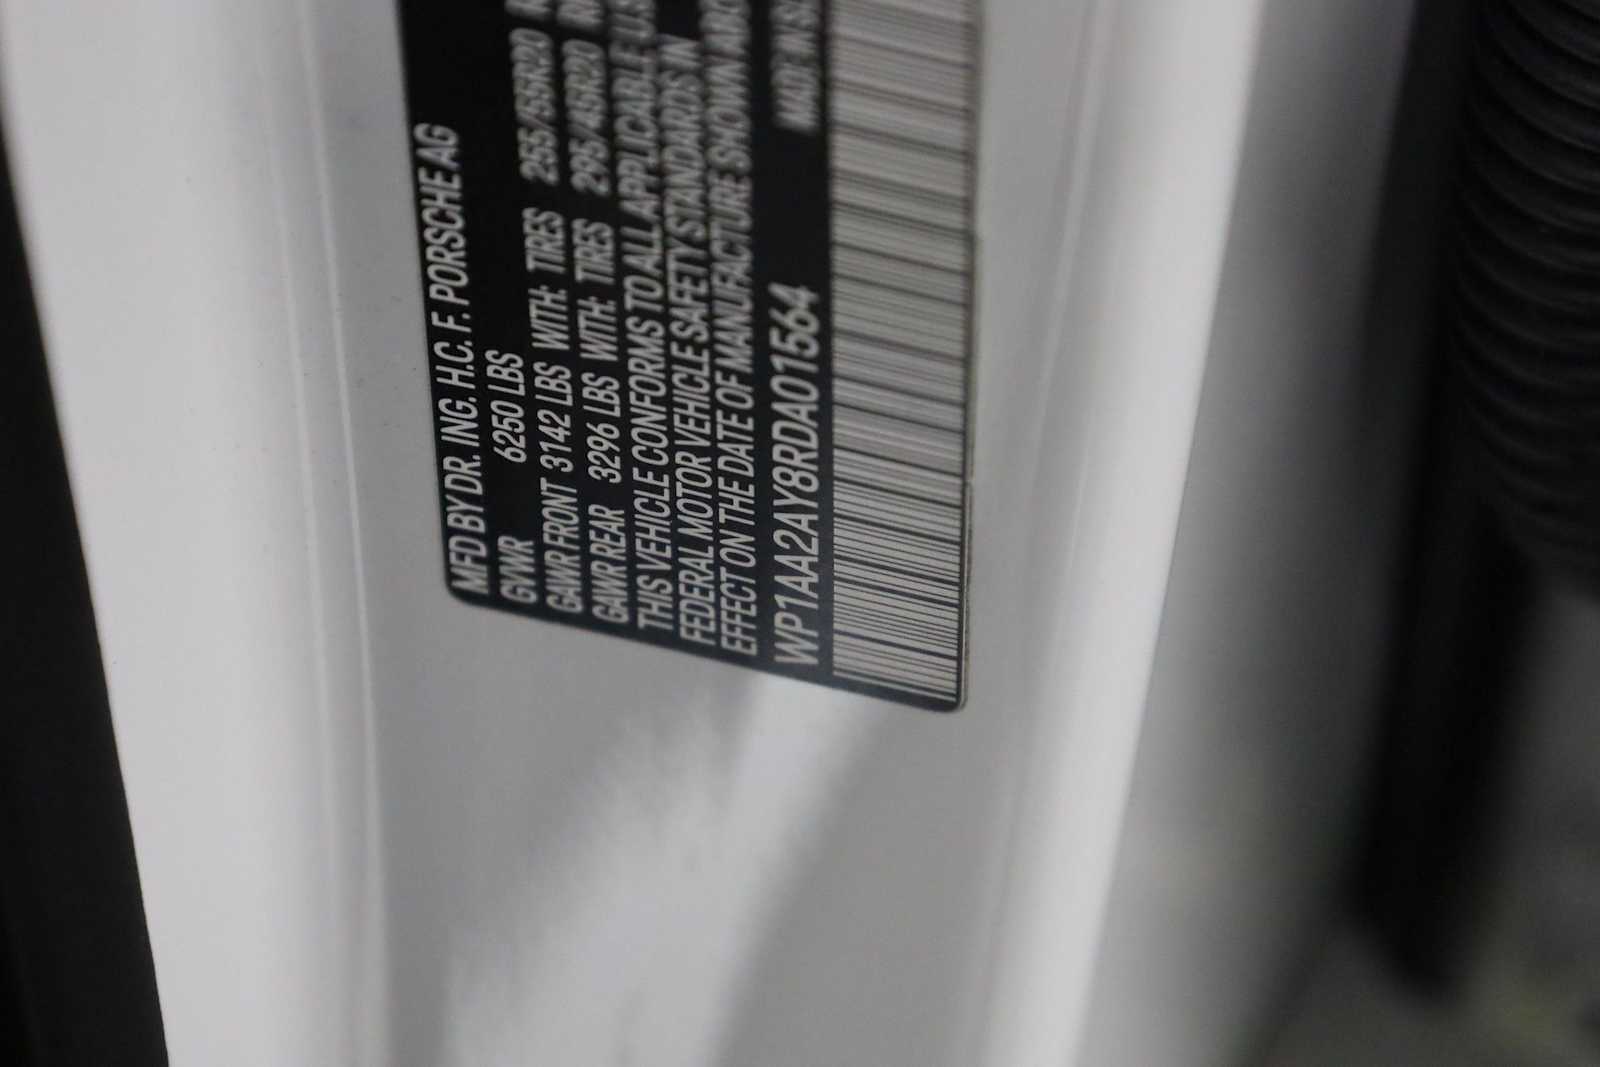 MFD BY DR. ING. H.C. F. PORSCHE AG
GVWR 6250 LBS
GAWR FRONT 3142 LBS WITH: TIRES 255/55R20
GAWR REAR 3296 LBS WITH: TIRES 295/45R20
THIS VEHICLE CONFORMS TO ALL APPLICABLE
FEDERAL MOTOR VEHICLE SAFETY STANDARDS IN
EFFECT ON THE DATE OF MANUFACTURE SHOWN
WP1AA2AY8RDA01564 MADE IN